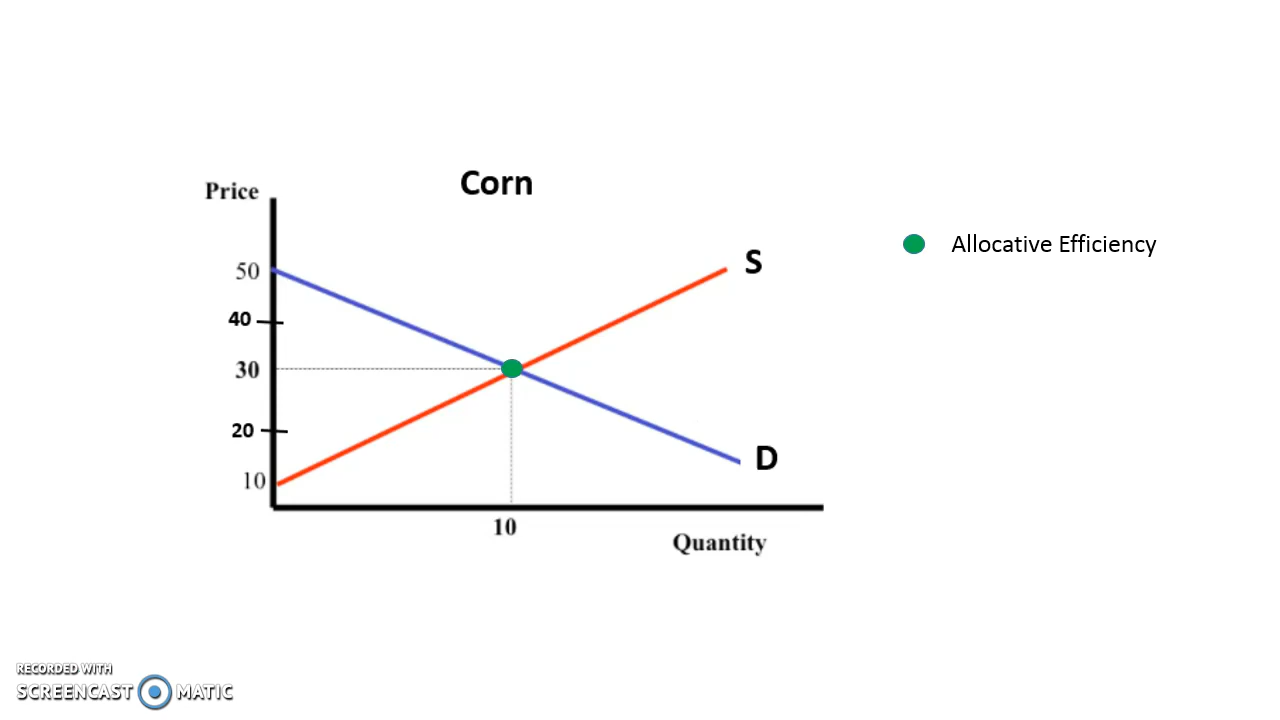 Corn
Price
S
Allocative Efficiency
50
40
30
20
D
10
10
Quantity
RECORDED WITH
SCREENCAST MATIC